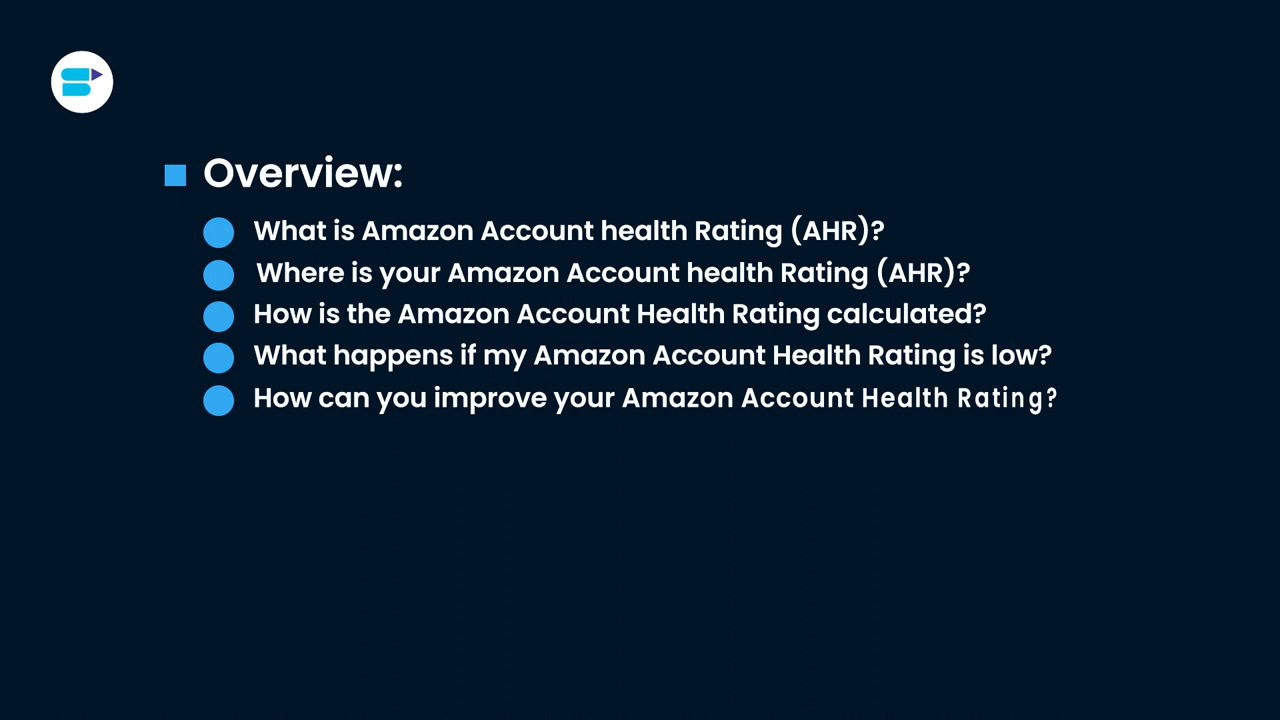 Overview:
What is Amazon Account health Rating (AHR)?
Where is your Amazon Account health Rating (AHR)?
How is the Amazon Account Health Rating calculated?
What happens if my Amazon Account Health Rating is low?
How can you improve your Amazon Account Health Rating?